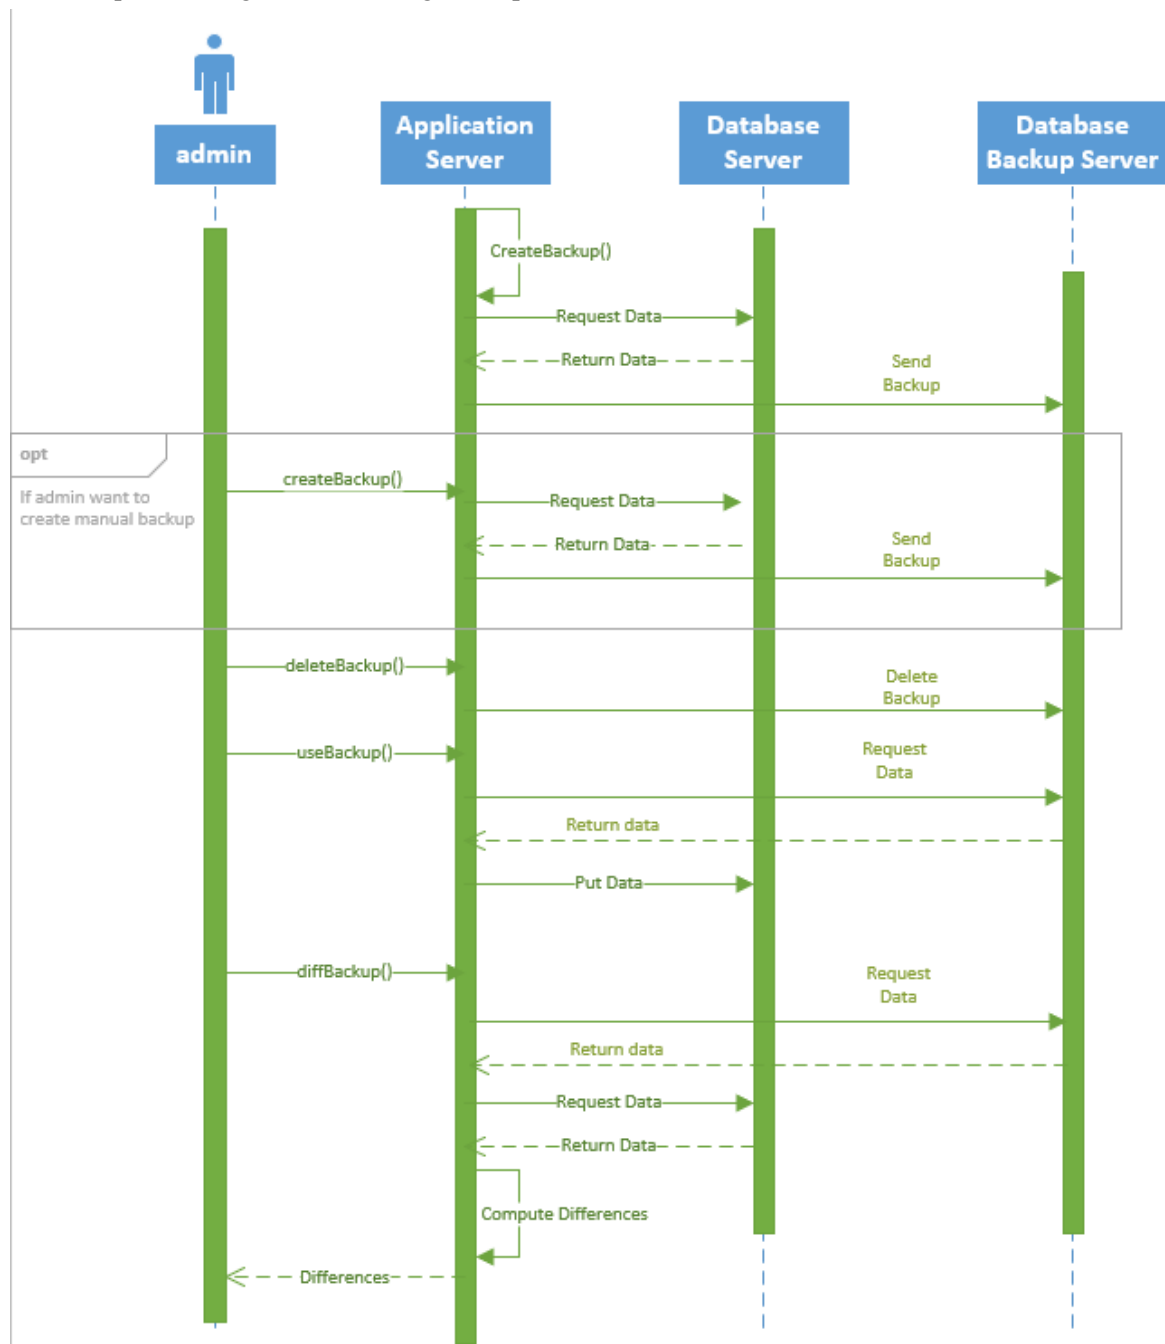 admin
Application
Server
Database
Server
Database
Backup Server
CreateBackup()
Request Data
Return Data
Send
Backup
opt
If admin want to
create manual backup
createBackup()
Request Data
Return Data
Send
Backup
deleteBackup()
Delete
Backup
useBackup()
Request
Data
Return data
Put Data
diffBackup()
Request
Data
Return data
Request Data
Return Data
Compute Differences
Differences